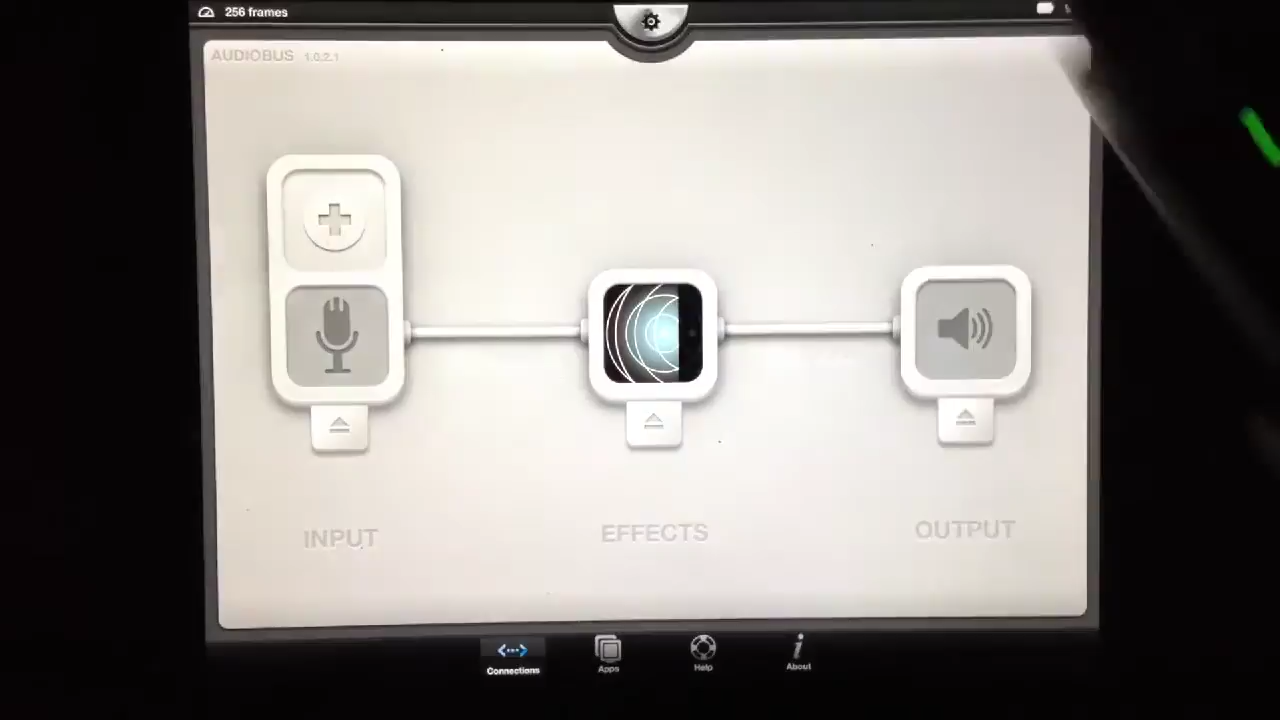 256 frames
AUDIOBUS 1.0.2.1
INPUT
EFFECTS
OUTPUT
Connections
Apps
Help
About